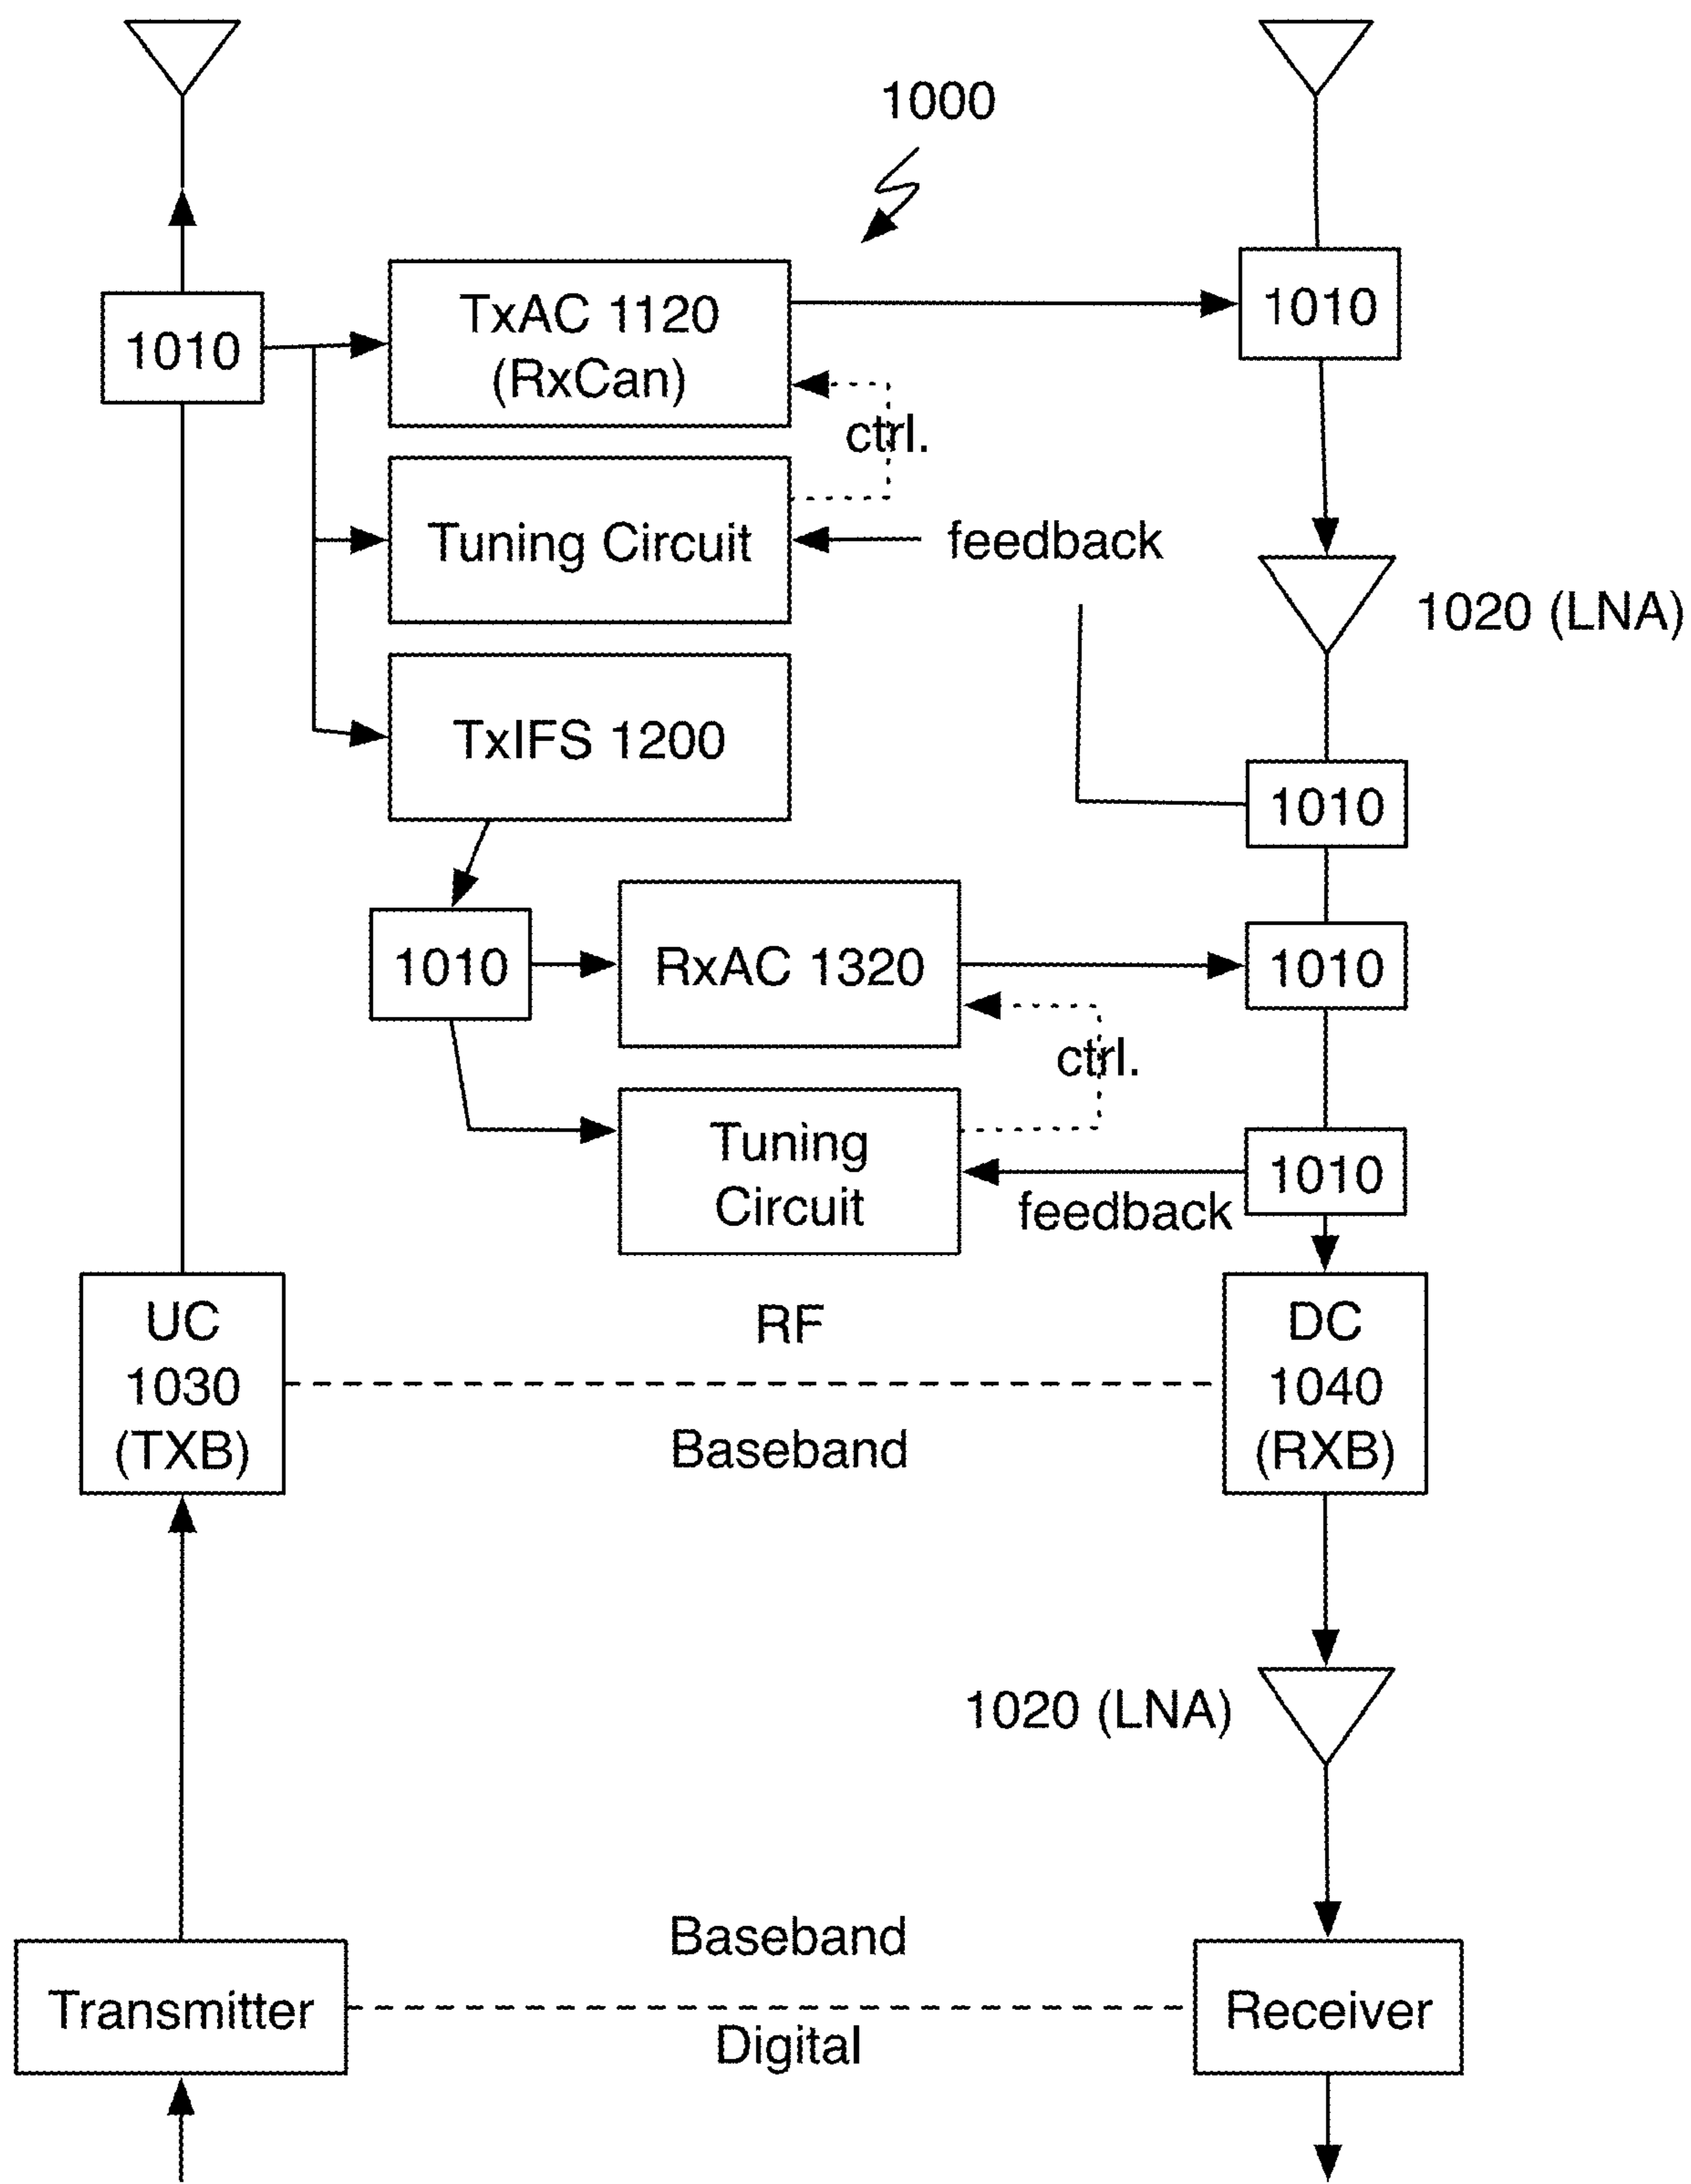 1000
1010
TxAC 1120
(RxCan)
1010
ctrl.
Tuning Circuit
feedback
1020 (LNA)
TxIFS 1200
1010
1010
RxAC 1320
1010
ctrl.
Tuning
Circuit
feedback
1010
UC
1030
(TXB)
RF
Baseband
DC
1040
(RXB)
1020 (LNA)
Transmitter
Baseband
Digital
Receiver